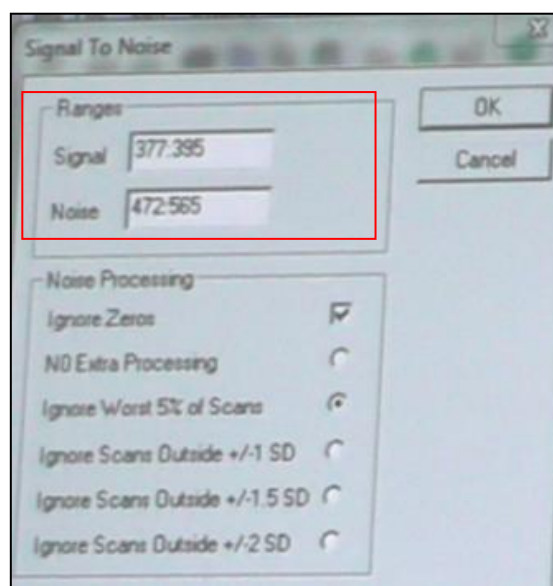 Signal To Noise
Ranges
OK
Signal 377:395
Cancel
Noise 472:565
Noise Processing
Ignore Zeros
N0 Extra Processing
Ignore Worst 5% of Scans
Ignore Scans Outside +/-1 SD
Ignore Scans Outside +/-1.5 SD
Ignore Scans Outside +/-2 SD